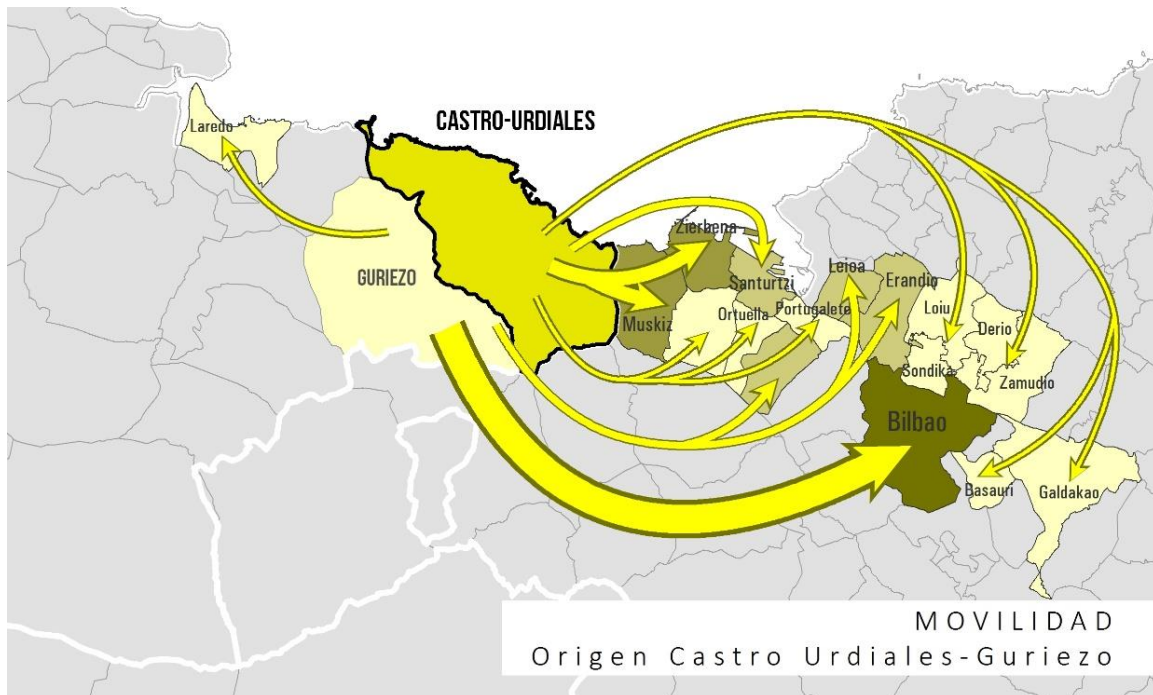 CASTRO-URDIALES
Laredo
Zierbena
GURIEZO
Santurtzi
Leioa
Erandio
Muskiz
Ortuella
Portugalete
Loiu
Derio
Sondika
Zamudio
Bilbao
Basauri
Galdakao
MOVILIDAD
Origen Castro Urdiales-Guriezo